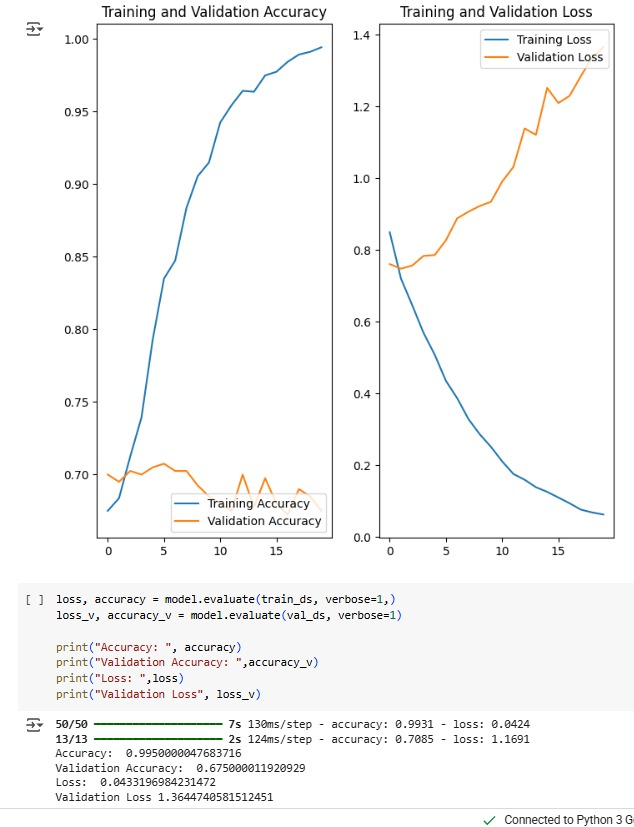 Training and Validation Accuracy
1.00
0.95
0.90
0.85
0.80
0.75
0.70
0 5 10 15
Training Accuracy
Validation Accuracy
Training and Validation Loss
1.4
1.2
1.0
0.8
0.6
0.4
0.2
0.0
0 5 10 15
Training Loss
Validation Loss
[ ] loss, accuracy = model.evaluate(train_ds, verbose=1,)
loss_v, accuracy_v = model.evaluate(val_ds, verbose=1)
print("Accuracy: ", accuracy)
print("Validation Accuracy: ",accuracy_v)
print("Loss: ",loss)
print("Validation Loss", loss_v)
50/50 ━━━━━━━━━━━━━━━━━━━━ 7s 130ms/step - accuracy: 0.9931 - loss: 0.0424
13/13 ━━━━━━━━━━━━━━━━━━━━ 2s 124ms/step - accuracy: 0.7085 - loss: 1.1691
Accuracy:  0.9950000047683716
Validation Accuracy:  0.675000011920929
Loss:  0.0433196984231472
Validation Loss 1.3644740581512451
Connected to Python 3 G